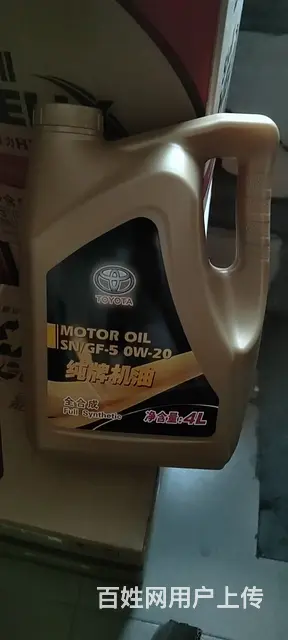 TOYOTA
MOTOR OIL
SN/GF-5 0W-20
纯牌机油
全合成
Full Synthetic
净含量:4L
百姓网用户上传